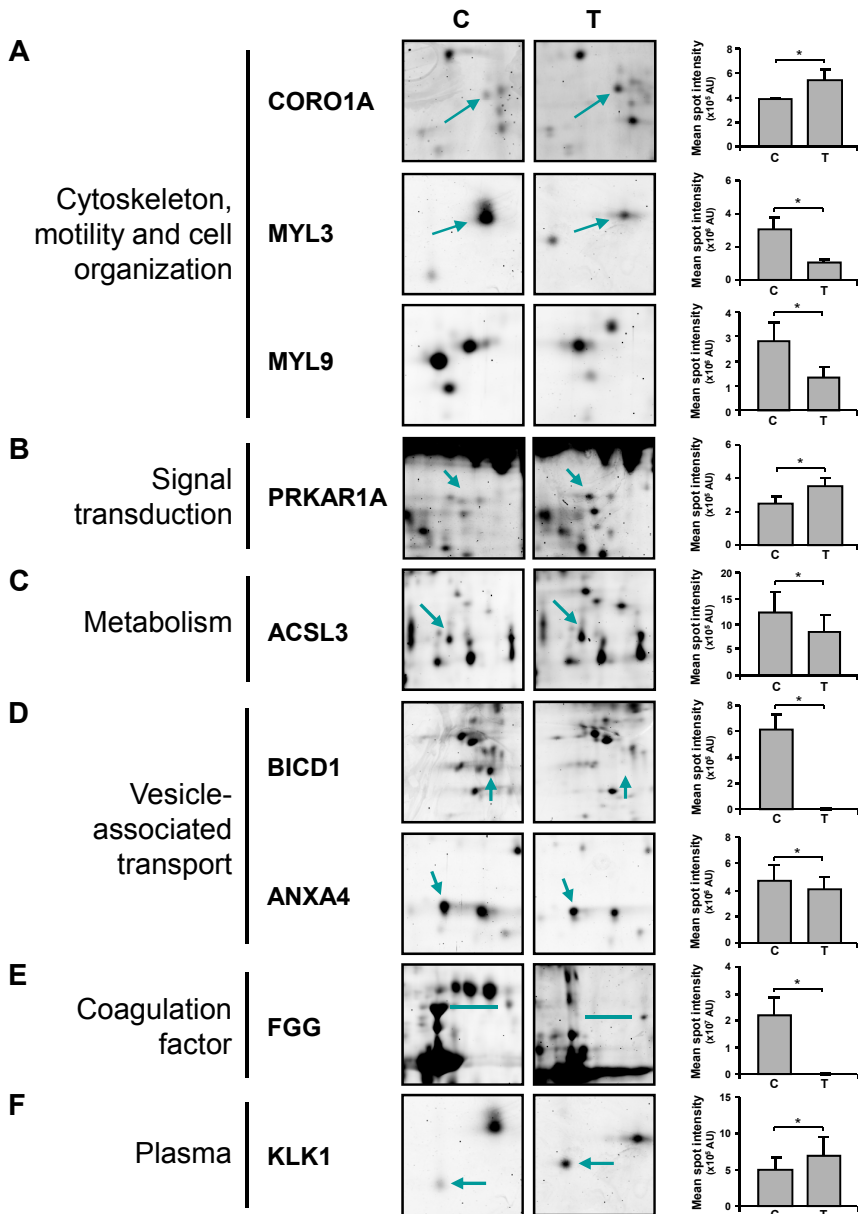 C T
A
Cytoskeleton,
motility and cell
organization
CORO1A
Mean spot intensity
(x10⁵ AU)
8
6
4
2
0
*
C T
MYL3
Mean spot intensity
(x10⁶ AU)
6
4
2
0
*
C T
MYL9
Mean spot intensity
(x10⁶ AU)
4
3
2
1
0
*
C T
B
Signal
transduction
PRKAR1A
Mean spot intensity
(x10⁵ AU)
6
4
2
0
*
C T
C
Metabolism
ACSL3
Mean spot intensity
(x10⁵ AU)
20
15
10
5
0
*
C T
D
Vesicle-
associated
transport
BICD1
Mean spot intensity
(x10⁵ AU)
8
6
4
2
0
*
C T
ANXA4
Mean spot intensity
(x10⁶ AU)
8
6
4
2
0
*
C T
E
Coagulation
factor
FGG
Mean spot intensity
(x10⁷ AU)
4
3
2
1
0
*
C T
F
Plasma
KLK1
Mean spot intensity
(x10⁵ AU)
15
10
5
0
*